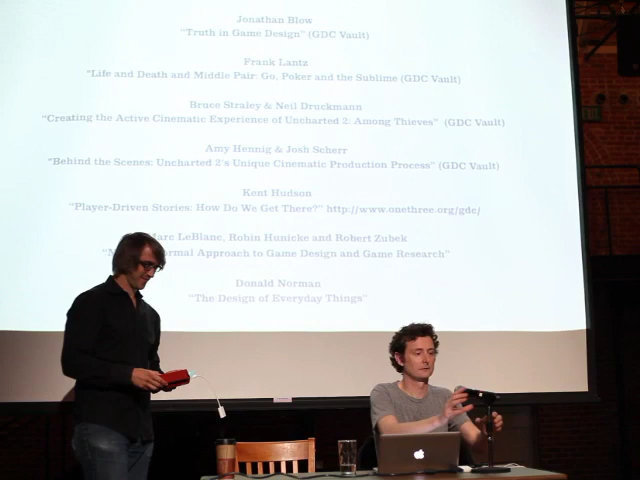 Jonathan Blow
"Truth in Game Design" (GDC Vault)
Frank Lantz
"Life and Death and Middle Pair: Go, Poker and the Sublime (GDC Vault)
Bruce Straley & Neil Druckmann
"Creating the Active Cinematic Experience of Uncharted 2: Among Thieves" (GDC Vault)
Amy Hennig & Josh Scherr
"Behind the Scenes: Uncharted 2's Unique Cinematic Production Process" (GDC Vault)
Kent Hudson
"Player-Driven Stories: How Do We Get There?" http://www.onethree.org/gdc/
Marc LeBlanc, Robin Hunicke and Robert Zubek
Formal Approach to Game Design and Game Research"
Donald Norman
"The Design of Everyday Things"